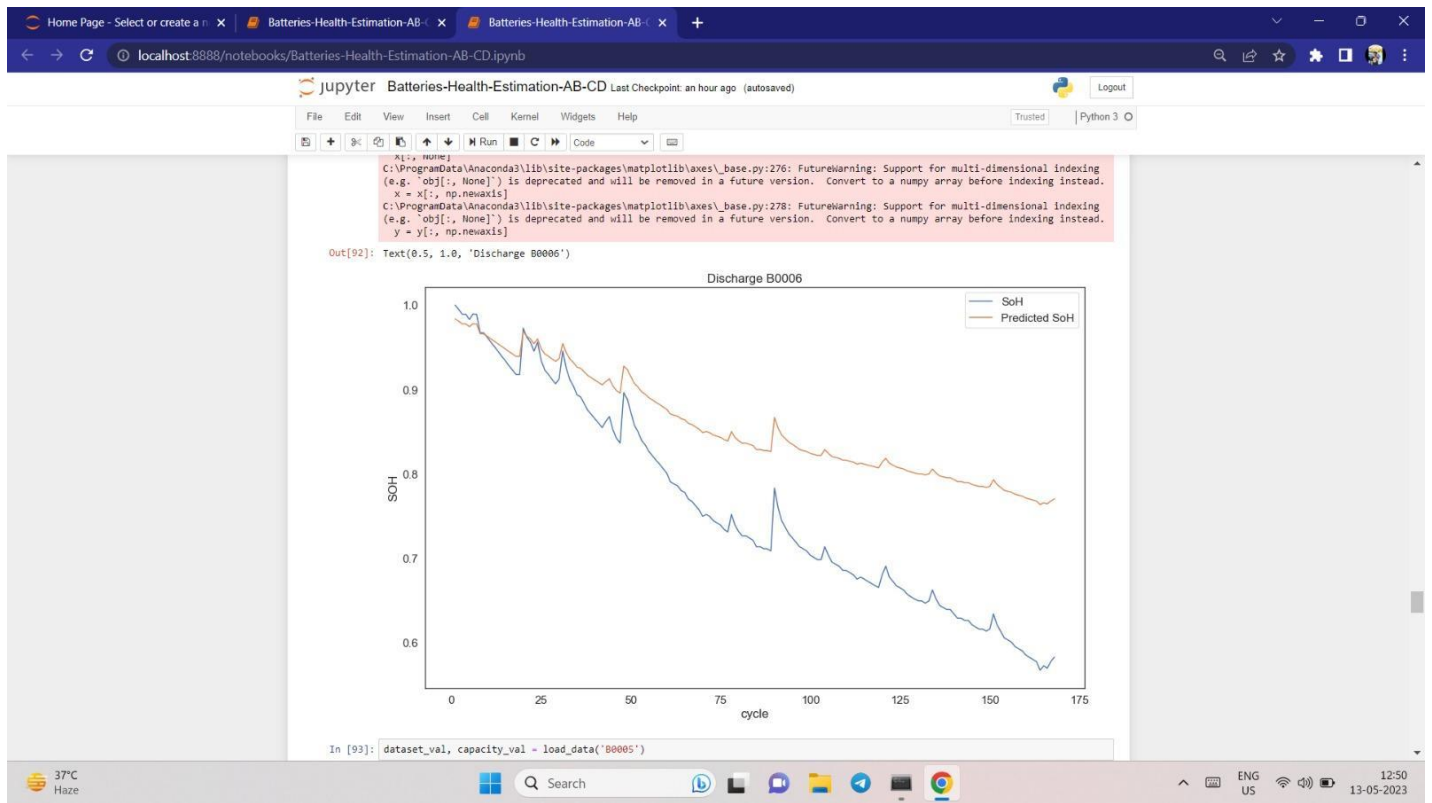 Home Page - Select or create a n
Batteries-Health-Estimation-AB-(
Batteries-Health-Estimation-AB-(
localhost:8888/notebooks/Batteries-Health-Estimation-AB-CD.ipynb
jupyter Batteries-Health-Estimation-AB-CD Last Checkpoint: an hour ago (autosaved)
Logout
File Edit View Insert Cell Kernel Widgets Help
Trusted
Python 3
Run
Code
x[:, None]
C:\ProgramData\Anaconda3\lib\site-packages\matplotlib\axes\_base.py:276: FutureWarning: Support for multi-dimensional indexing
(e.g. `obj[:, None]`) is deprecated and will be removed in a future version.  Convert to a numpy array before indexing instead.
x = x[:, np.newaxis]
C:\ProgramData\Anaconda3\lib\site-packages\matplotlib\axes\_base.py:278: FutureWarning: Support for multi-dimensional indexing
(e.g. `obj[:, None]`) is deprecated and will be removed in a future version.  Convert to a numpy array before indexing instead.
y = y[:, np.newaxis]
Out[92]: Text(0.5, 1.0, 'Discharge B0006')
Discharge B0006
SoH
Predicted SoH
1.0
0.9
0.8
0.7
0.6
SOH
0 25 50 75 100 125 150 175
cycle
In [93]: dataset_val, capacity_val = load_data('B0005')
37°C
Haze
Search
ENG
US
12:50
13-05-2023